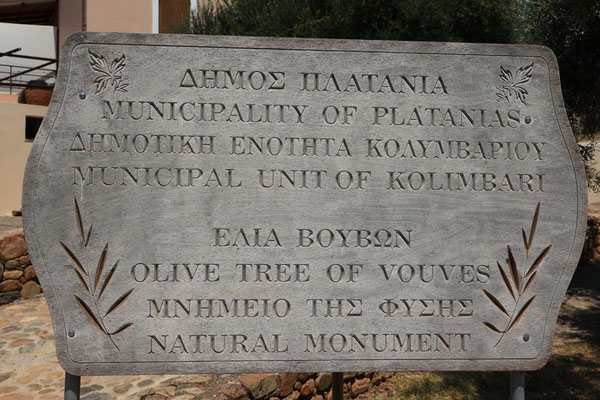 ΔΗΜΟΣ ΠΛΑΤΑΝΙΑ
MUNICIPALITY OF PLATANIAS
ΔΗΜΟΤΙΚΗ ΕΝΟΤΗΤΑ ΚΟΛΥΜΒΑΡΙΟΥ
MUNICIPAL UNIT OF KOLIMBARI
ΕΛΙΑ ΒΟΥΒΩΝ
OLIVE TREE OF VOUVES
ΜΝΗΜΕΙΟ ΤΗΣ ΦΥΣΗΣ
NATURAL MONUMENT